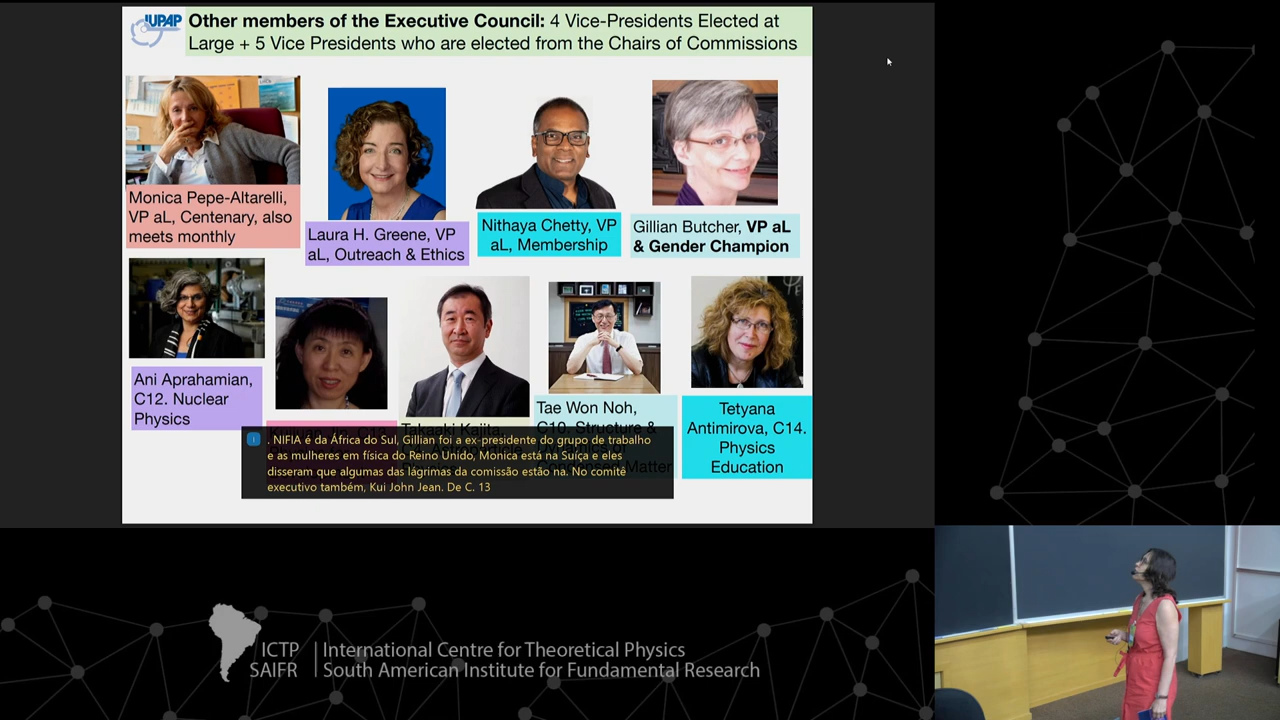 IUPAP
Other members of the Executive Council: 4 Vice-Presidents Elected at
Large + 5 Vice Presidents who are elected from the Chairs of Commissions
Monica Pepe-Altarelli,
VP aL, Centenary, also
meets monthly
Laura H. Greene, VP
aL, Outreach & Ethics
Nithaya Chetty, VP
aL, Membership
Gillian Butcher, VP aL
& Gender Champion
Ani Aprahamian,
C12. Nuclear
Physics
Takaaki Kajita,
Tae Won Noh,
C10. Structure &
Matter
Tetyana
Antimirova, C14.
Physics
Education
. NIFIA é da África do Sul, Gillian foi a ex-presidente do grupo de trabalho
e as mulheres em física do Reino Unido, Monica está na Suíça e eles
disseram que algumas das lágrimas da comissão estão na. No comitê
executivo também, Kui John Jean. De C. 13
ICTP
SAIFR
International Centre for Theoretical Physics
South American Institute for Fundamental Research